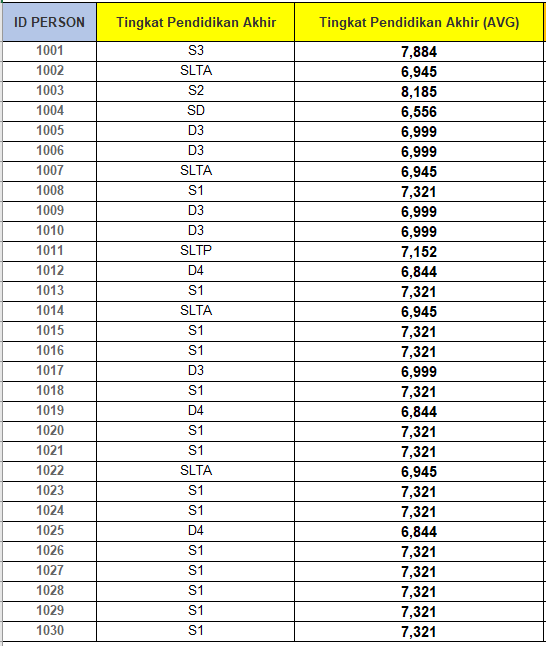 ID PERSON Tingkat Pendidikan Akhir Tingkat Pendidikan Akhir (AVG)
1001 S3 7,884
1002 SLTA 6,945
1003 S2 8,185
1004 SD 6,556
1005 D3 6,999
1006 D3 6,999
1007 SLTA 6,945
1008 S1 7,321
1009 D3 6,999
1010 D3 6,999
1011 SLTP 7,152
1012 D4 6,844
1013 S1 7,321
1014 SLTA 6,945
1015 S1 7,321
1016 S1 7,321
1017 D3 6,999
1018 S1 7,321
1019 D4 6,844
1020 S1 7,321
1021 S1 7,321
1022 SLTA 6,945
1023 S1 7,321
1024 S1 7,321
1025 D4 6,844
1026 S1 7,321
1027 S1 7,321
1028 S1 7,321
1029 S1 7,321
1030 S1 7,321